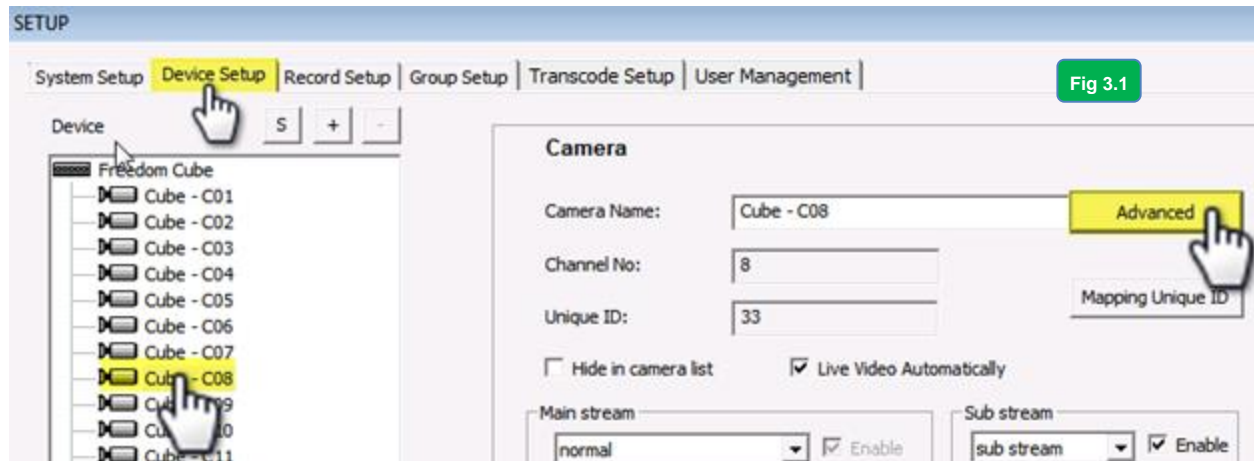 SETUP
System Setup Device Setup Record Setup Group Setup Transcode Setup User Management
Fig 3.1
Device S + -
Freedom Cube
Cube - C01
Cube - C02
Cube - C03
Cube - C04
Cube - C05
Cube - C06
Cube - C07
Cube - C08
Cube - C11
Camera
Camera Name: Cube - C08 Advanced
Channel No: 8
Mapping Unique ID
Unique ID: 33
Hide in camera list Live Video Automatically
Main stream Sub stream
normal Enable sub stream Enable